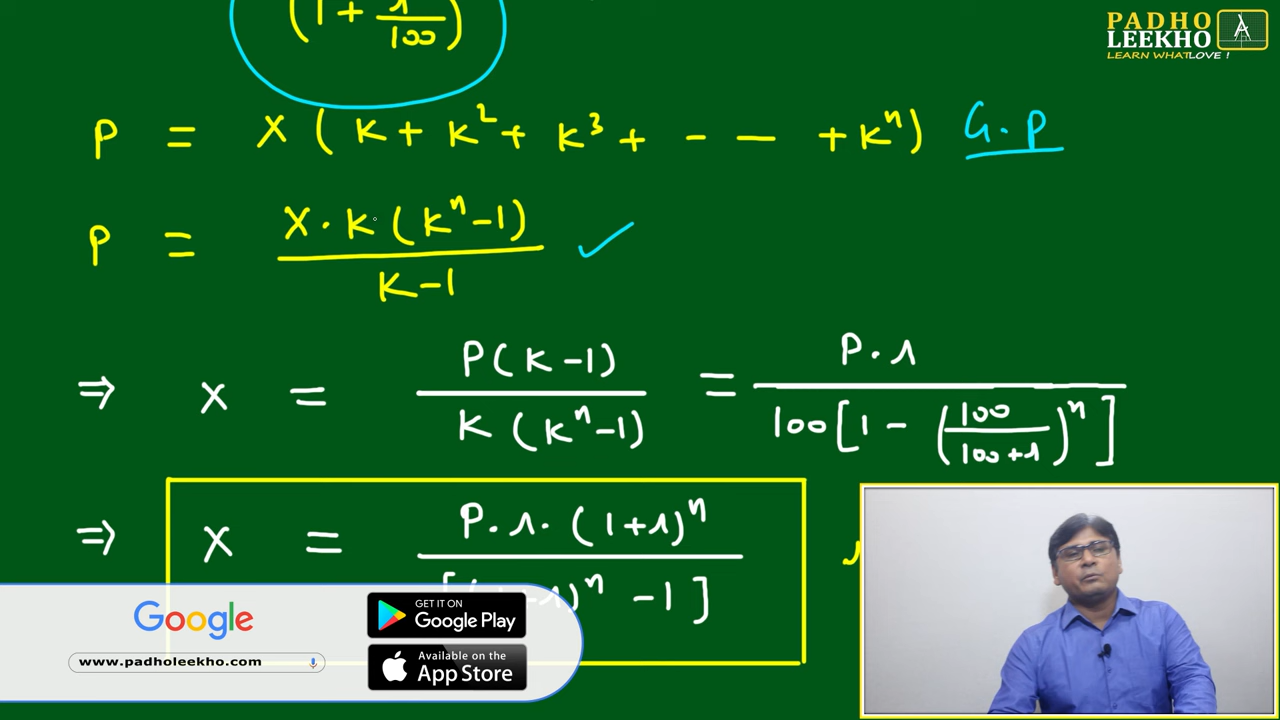 (1 + r/100)
PADHO
LEEKHO
LEARN WHAT LOVE !
P = X ( K + K² + K³ + - — + Kⁿ) G.P
P = X · K · (Kⁿ - 1) / K - 1 ✓
⇒ X = P(K - 1) / K (Kⁿ - 1) = P · r / 100 [1 - (100 / 100 + r)ⁿ]
⇒ X = P · r · (1 + r)ⁿ / [(1 + r)ⁿ - 1]
Google
www.padholeekho.com
GET IT ON
Google Play
Available on the
App Store